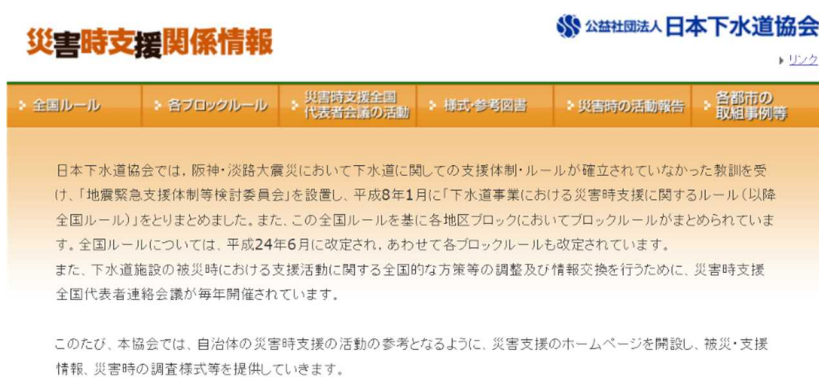 災害時支援関係情報
公益社団法人 日本下水道協会
リンク
全国ルール
各ブロックルール
災害時支援全国
代表者会議の活動
様式・参考図書
災害時の活動報告
各都市の
取組事例等
日本下水道協会では，阪神・淡路大震災において下水道に関しての支援体制・ルールが確立されていなかった教訓を受
け、「地震緊急支援体制等検討委員会」を設置し、平成8年1月に「下水道事業における災害時支援に関するルール（以降
全国ルール）」をとりまとめました。また、この全国ルールを基に各地区ブロックにおいてブロックルールがまとめられていま
す。全国ルールについては、平成24年6月に改定され，あわせて各ブロックルールも改定されています。
また、下水道施設の被災時における支援活動に関する全国的な方策等の調整及び情報交換を行うために、災害時支援
全国代表者連絡会議が毎年開催されています。
このたび、本協会では、自治体の災害時支援の活動の参考となるように、災害支援のホームページを開設し、被災・支援
情報、災害時の調査様式等を提供していきます。